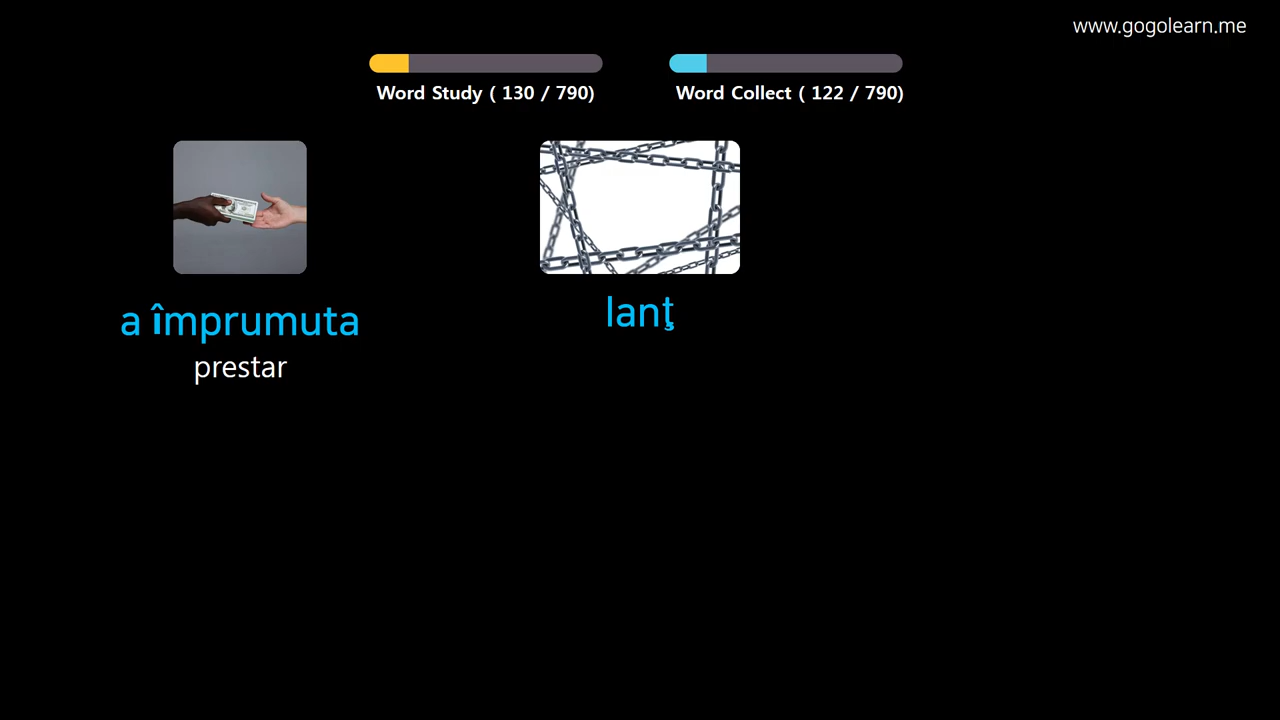 www.gogolearn.me
Word Study ( 130 / 790)
Word Collect ( 122 / 790)
a împrumuta
prestar
lanţ